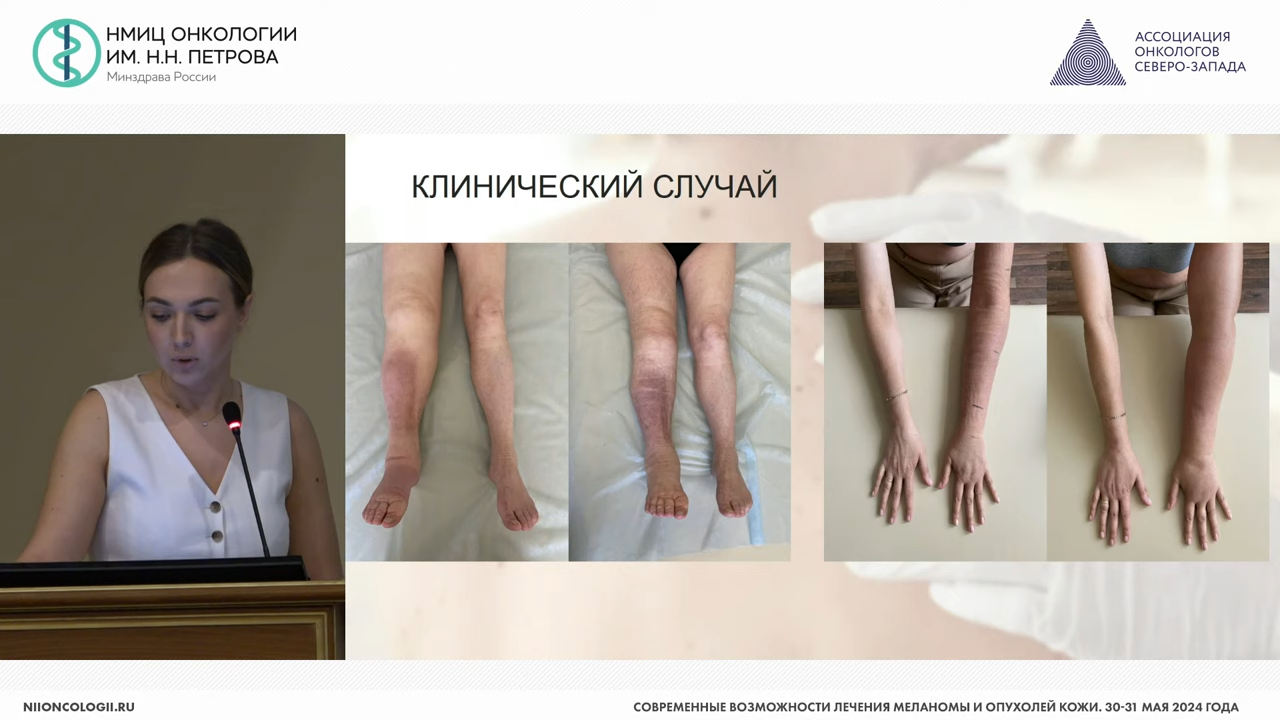 НМИЦ ОНКОЛОГИИ
ИМ. Н.Н. ПЕТРОВА
Минздрава России
АССОЦИАЦИЯ
ОНКОЛОГОВ
СЕВЕРО-ЗАПАДА
КЛИНИЧЕСКИЙ СЛУЧАЙ
NIIONCOLOGII.RU
СОВРЕМЕННЫЕ ВОЗМОЖНОСТИ ЛЕЧЕНИЯ МЕЛАНОМЫ И ОПУХОЛЕЙ КОЖИ. 30-31 МАЯ 2024 ГОДА